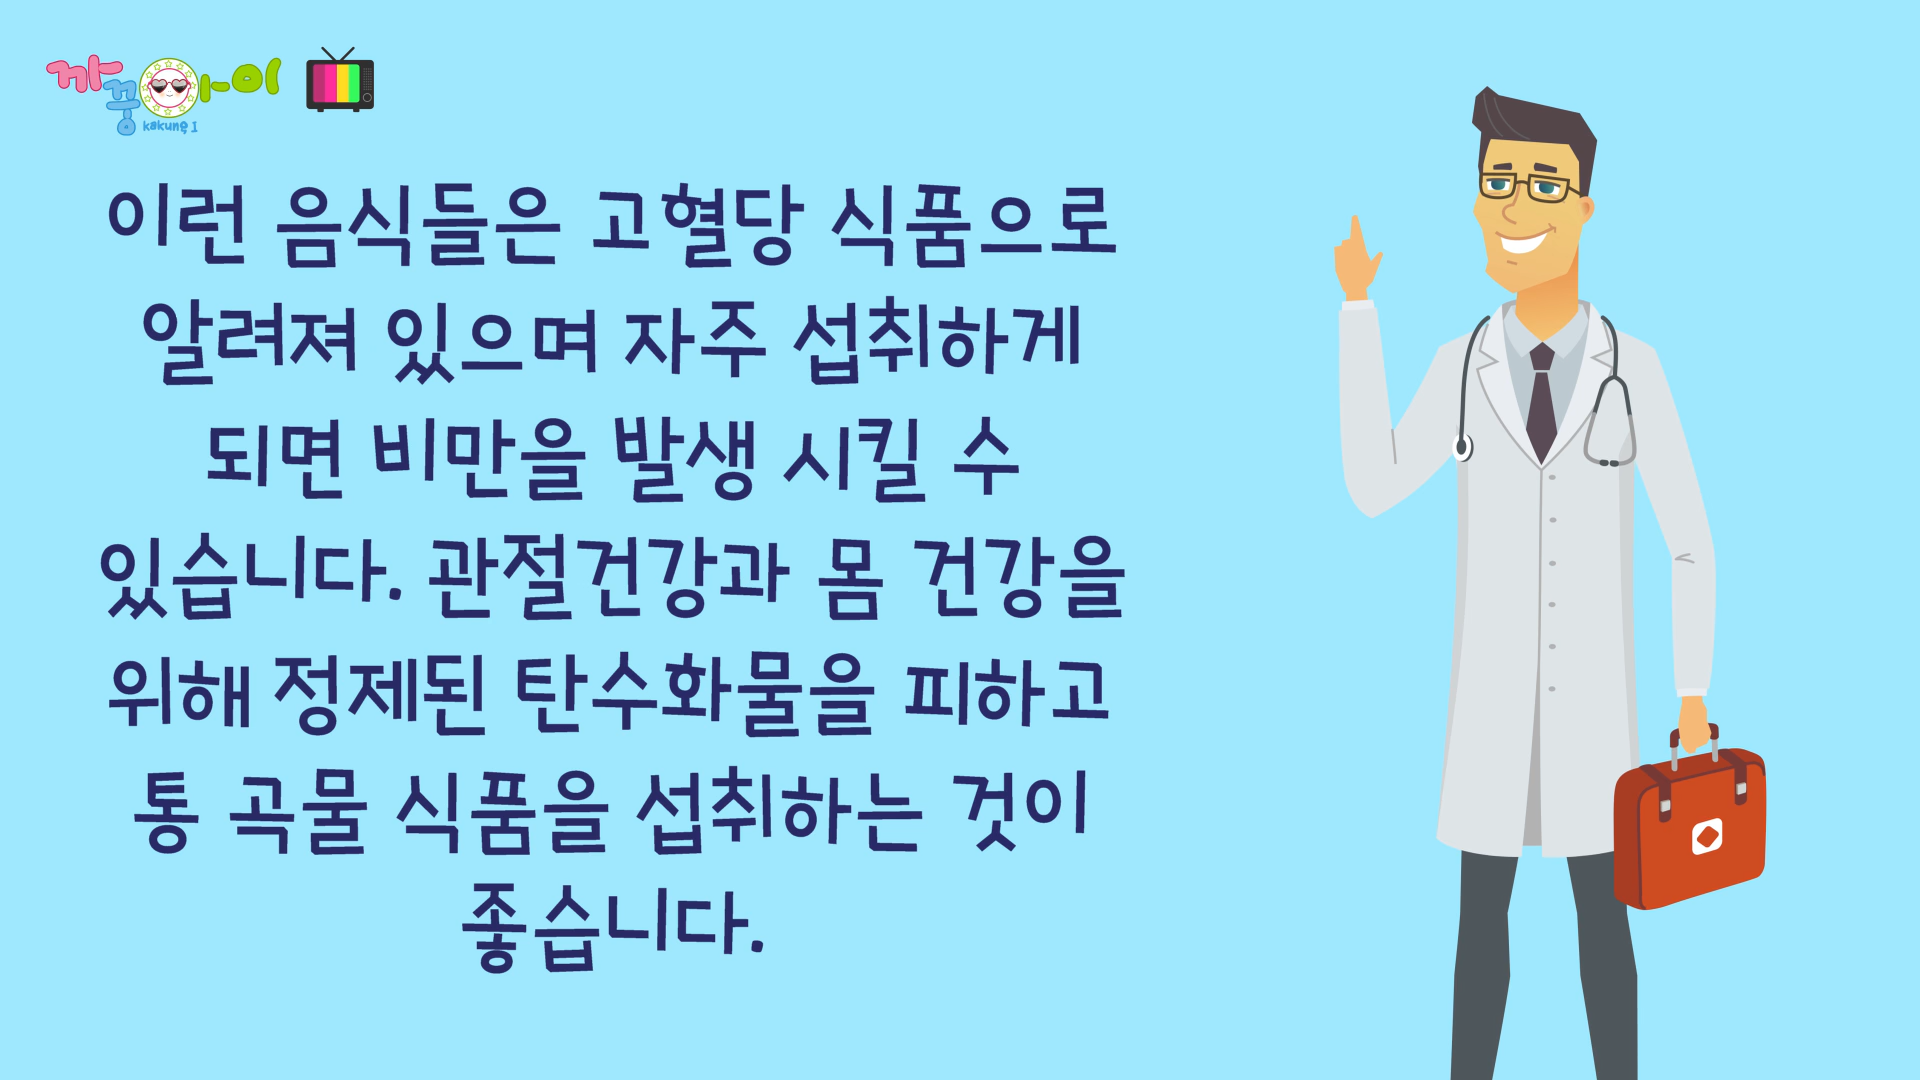 까꿍아이
kakung I
이런 음식들은 고혈당 식품으로
알려져 있으며 자주 섭취하게
되면 비만을 발생 시킬 수
있습니다. 관절건강과 몸 건강을
위해 정제된 탄수화물을 피하고
통 곡물 식품을 섭취하는 것이
좋습니다.